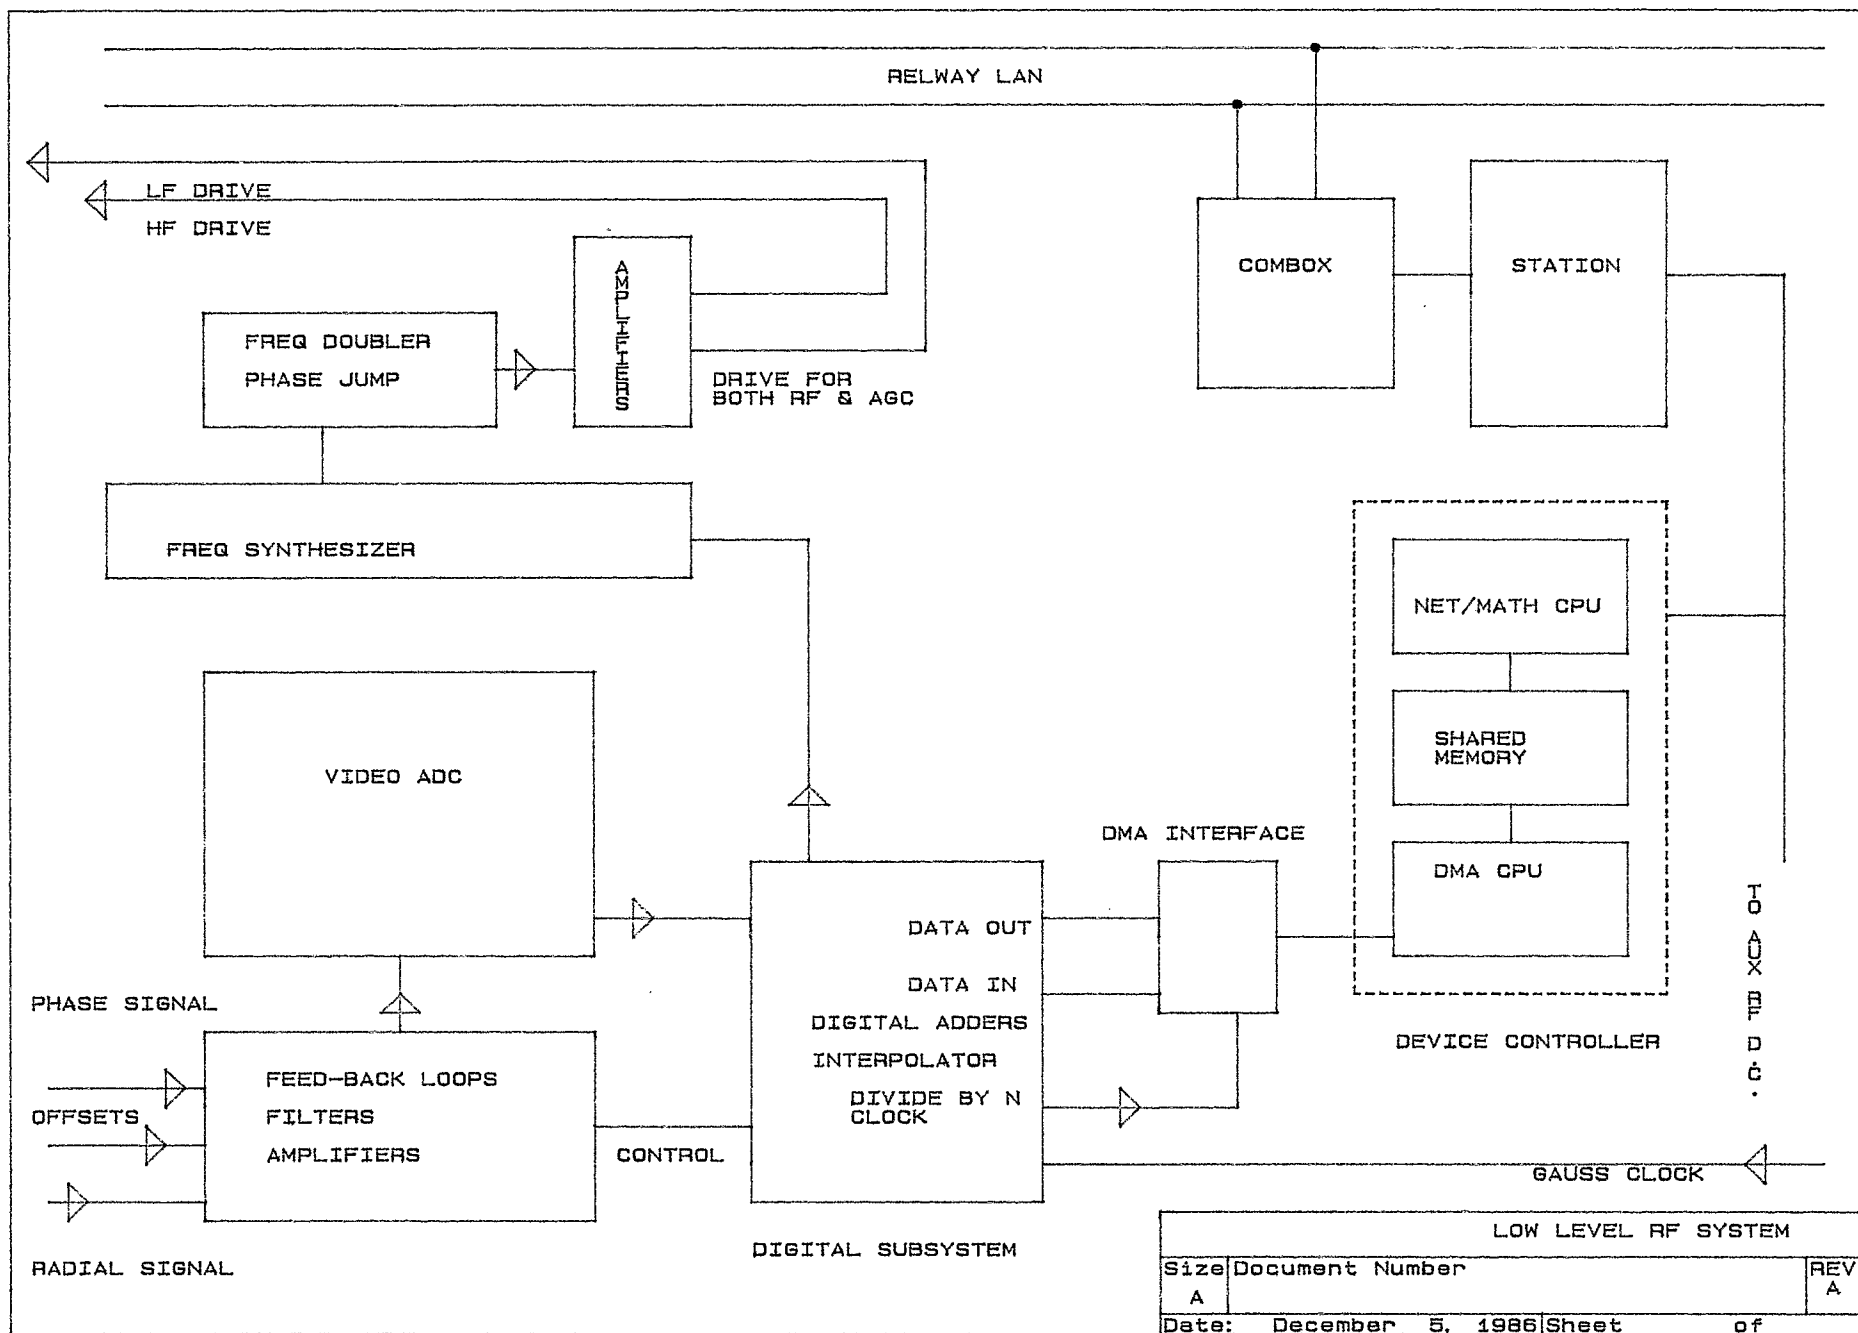 RELWAY LAN
LF DRIVE
HF DRIVE
AMPLIFIERS
COMBOX
STATION
FREQ DOUBLER
PHASE JUMP
DRIVE FOR
BOTH RF & AGC
FREQ SYNTHESIZER
NET/MATH CPU
SHARED
MEMORY
VIDEO ADC
DMA INTERFACE
DMA CPU
TO AUX RF D.C.
DATA OUT
DATA IN
PHASE SIGNAL
DIGITAL ADDERS
DEVICE CONTROLLER
INTERPOLATOR
FEED-BACK LOOPS
DIVIDE BY N
CLOCK
OFFSETS
FILTERS
AMPLIFIERS
CONTROL
GAUSS CLOCK
DIGITAL SUBSYSTEM
RADIAL SIGNAL
LOW LEVEL RF SYSTEM
Size Document Number REV
A A
Date: December 5, 1986 Sheet of